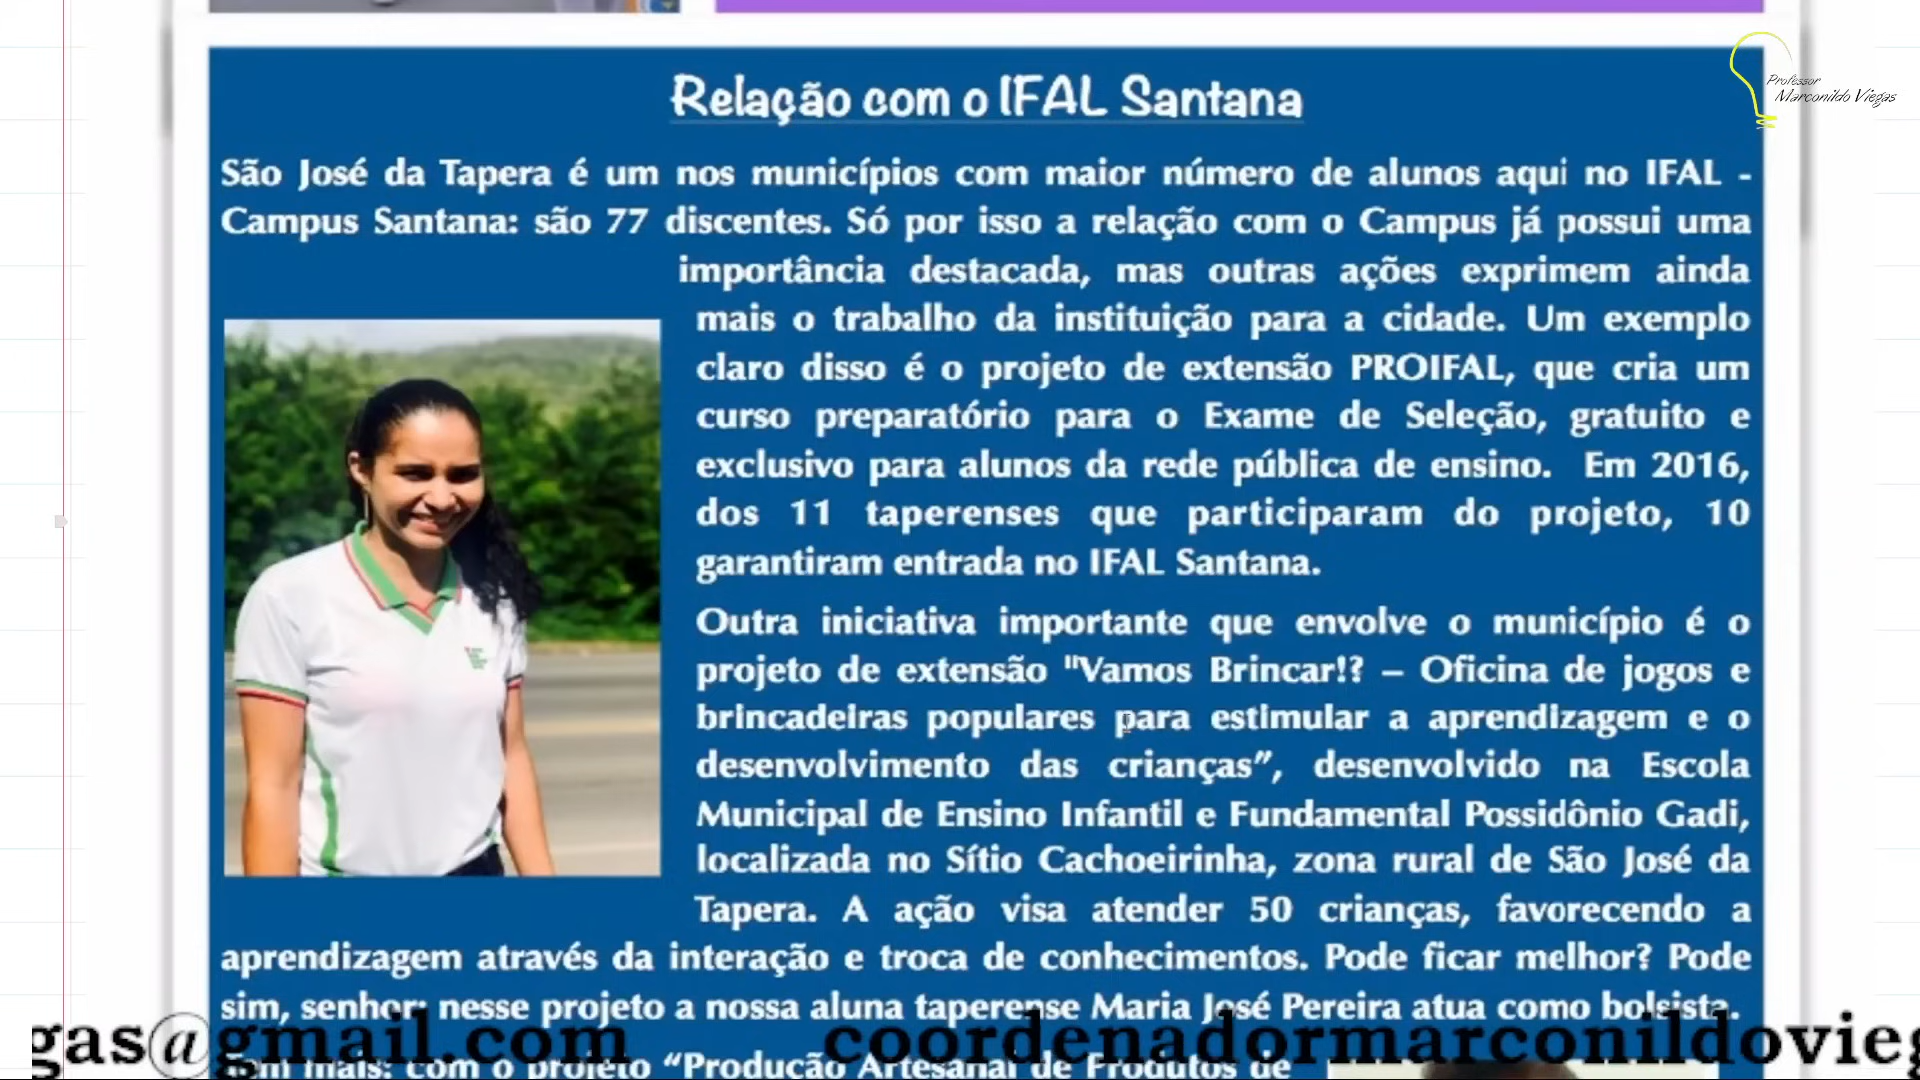 Relação com o IFAL Santana
Professor
Marconildo Viegas
São José da Tapera é um nos municípios com maior número de alunos aqui no IFAL -
Campus Santana: são 77 discentes. Só por isso a relação com o Campus já possui uma
importância destacada, mas outras ações exprimem ainda
mais o trabalho da instituição para a cidade. Um exemplo
claro disso é o projeto de extensão PROIFAL, que cria um
curso preparatório para o Exame de Seleção, gratuito e
exclusivo para alunos da rede pública de ensino. Em 2016,
dos 11 taperenses que participaram do projeto, 10
garantiram entrada no IFAL Santana.
Outra iniciativa importante que envolve o município é o
projeto de extensão "Vamos Brincar!? – Oficina de jogos e
brincadeiras populares para estimular a aprendizagem e o
desenvolvimento das crianças”, desenvolvido na Escola
Municipal de Ensino Infantil e Fundamental Possidônio Gadi,
localizada no Sítio Cachoeirinha, zona rural de São José da
Tapera. A ação visa atender 50 crianças, favorecendo a
aprendizagem através da interação e troca de conhecimentos. Pode ficar melhor? Pode
sim, senhor: nesse projeto a nossa aluna taperense Maria José Pereira atua como bolsista.
gas@gmail.com coordenadormarconildovieg
mais: com o projeto “Produção Artesanal de Produtos de